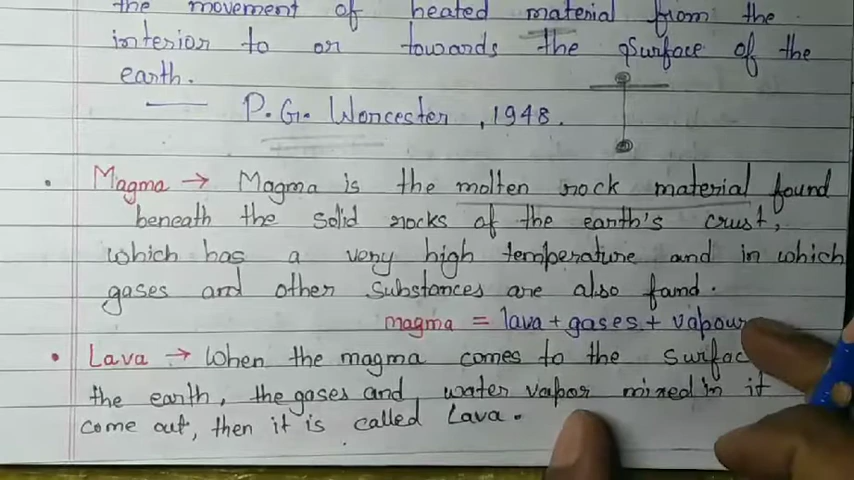 the movement of heated material from the
interior to or towards the surface of the
earth.
— P.G. Worcester, 1948.
• Magma → Magma is the molten rock material found
beneath the solid rocks of the earth's crust,
which has a very high temperature and in which
gases and other substances are also found.
magma = lava + gases + vapour
• Lava → When the magma comes to the surfac
the earth, the gases and water vapor mixed in it
come out, then it is called Lava.